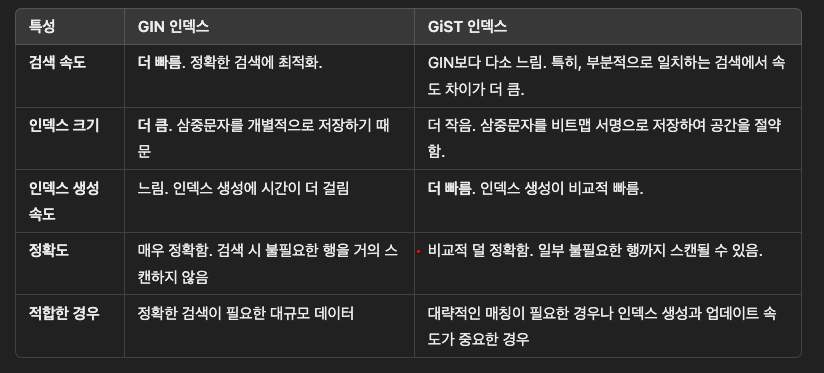 특성 GIN 인덱스 GiST 인덱스
검색 속도 더 빠름. 정확한 검색에 최적화. GIN보다 다소 느림. 특히, 부분적으로 일치하는 검색에서 속
도 차이가 더 큼.
인덱스 크기 더 큼. 삼중문자를 개별적으로 저장하기 때
문
더 작음. 삼중문자를 비트맵 서명으로 저장하여 공간을 절약
함.
인덱스 생성
속도
느림. 인덱스 생성에 시간이 더 걸림
더 빠름. 인덱스 생성이 비교적 빠름.
정확도 매우 정확함. 검색 시 불필요한 행을 거의 스
캔하지 않음
비교적 덜 정확함. 일부 불필요한 행까지 스캔될 수 있음.
적합한 경우 정확한 검색이 필요한 대규모 데이터
대략적인 매칭이 필요한 경우나 인덱스 생성과 업데이트 속
도가 중요한 경우